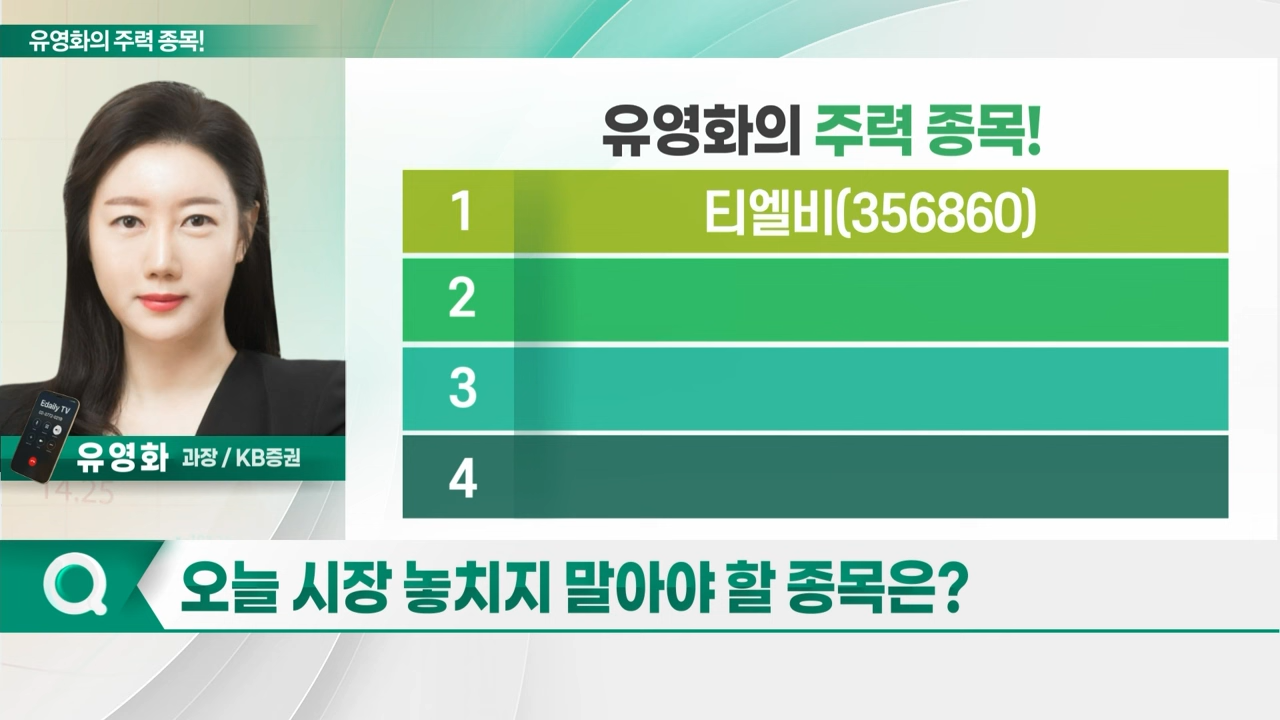 유영화의 주력 종목!
유영화의 주력 종목!
1 티엘비(356860)
2
3
4
Edaily TV
유영화 과장 / KB증권
14.25
오늘 시장 놓치지 말아야 할 종목은?